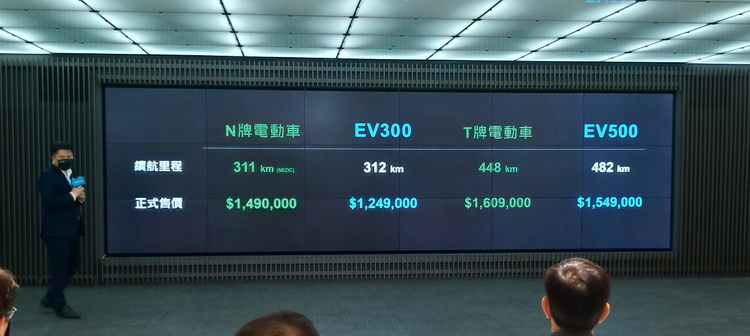 N牌電動車 EV300 T牌電動車 EV500
續航里程 311 km (NEDC) 312 km 448 km 482 km
正式售價 $1,490,000 $1,249,000 $1,609,000 $1,549,000